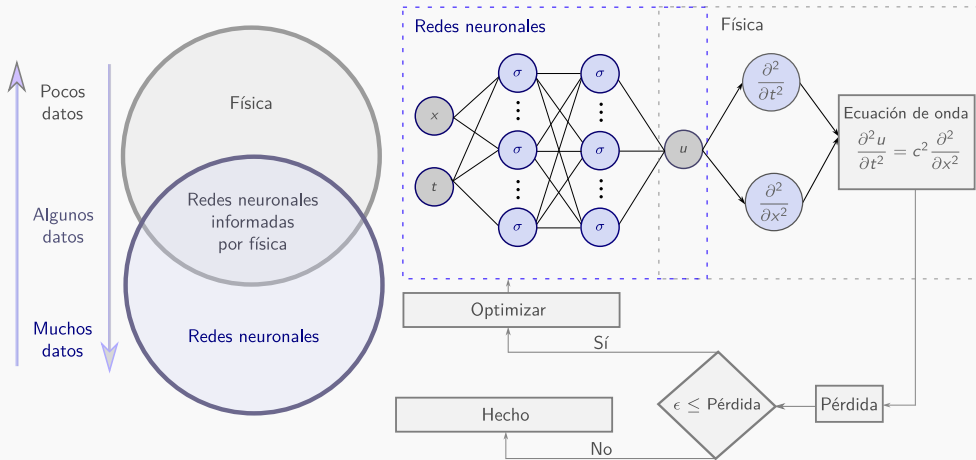 Pocos
datos
Algunos
datos
Muchos
datos
Física
Redes neuronales
informadas
por física
Redes neuronales
Redes neuronales
Física
x
t
σ
σ
σ
σ
σ
σ
u
∂²
∂t²
∂²
∂x²
Ecuación de onda
∂²u/∂t² = c² ∂²/∂x²
Optimizar
Sí
ϵ ≤ Pérdida
Pérdida
Hecho
No